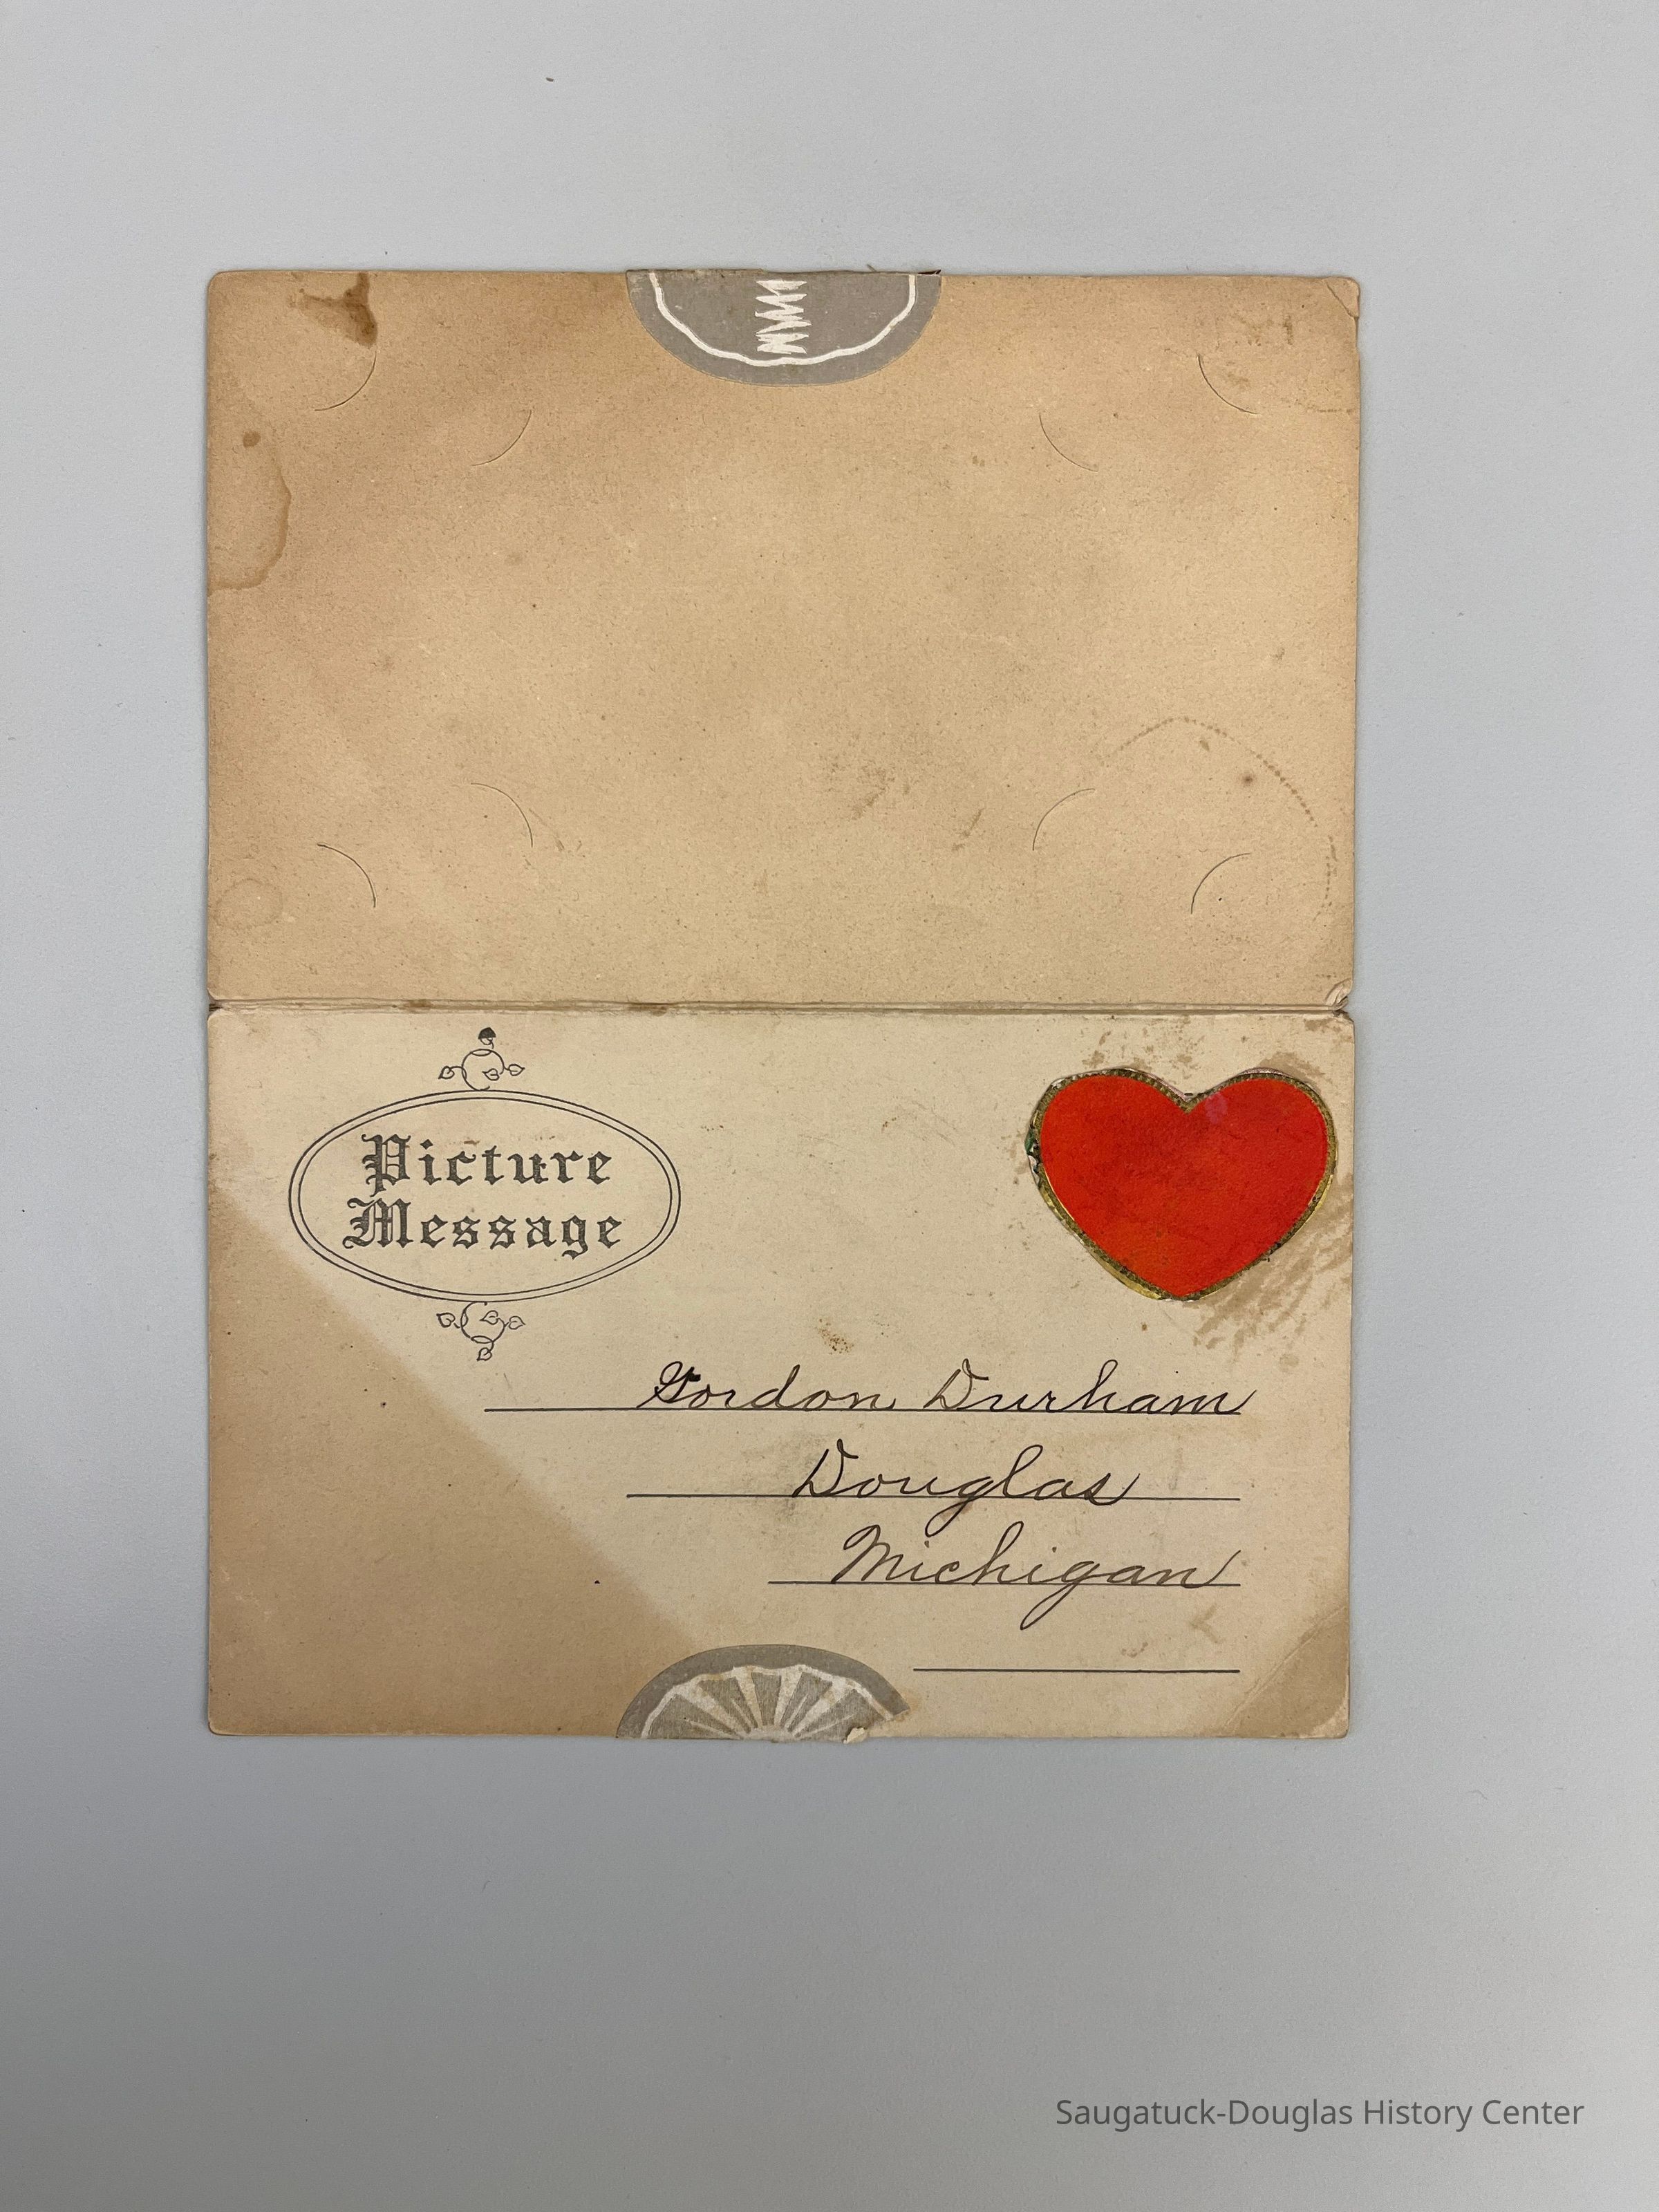 Picture
Message
Gordon Durham
Douglas
Michigan
Saugatuck-Douglas History Center